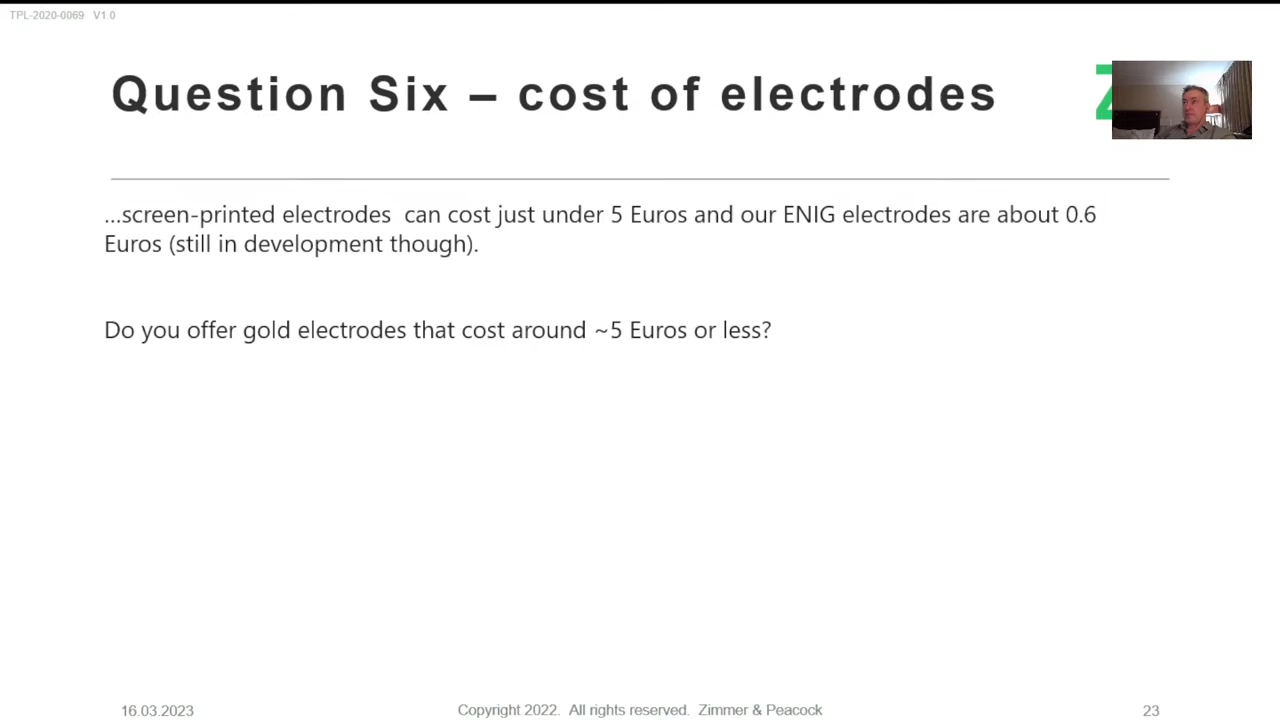 TPL-2020-0069 V1.0
Question Six – cost of electrodes
...screen-printed electrodes can cost just under 5 Euros and our ENIG electrodes are about 0.6
Euros (still in development though).
Do you offer gold electrodes that cost around ~5 Euros or less?
16.03.2023
Copyright 2022. All rights reserved. Zimmer & Peacock
23